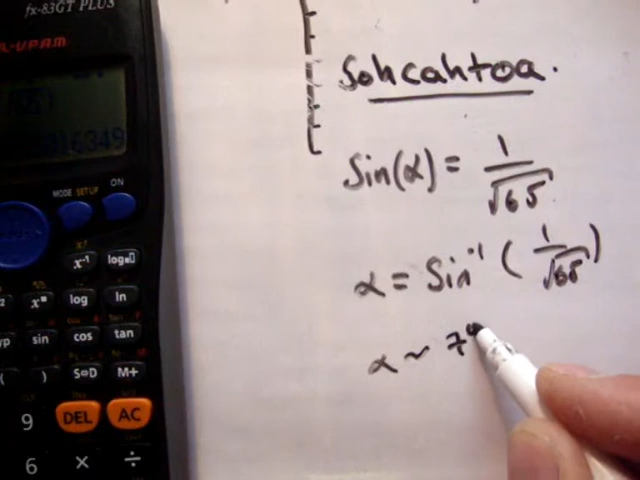 fx-83GT PLUS
MODE SETUP
ON
x⁻¹
log
ln
sin
cos
tan
)
S⇔D
M+
9
DEL
AC
6
×
÷
6349
Sohcahtoa.
Sin(α) = 1/√65
α = Sin⁻¹ (1/√65)
α ~ 7°